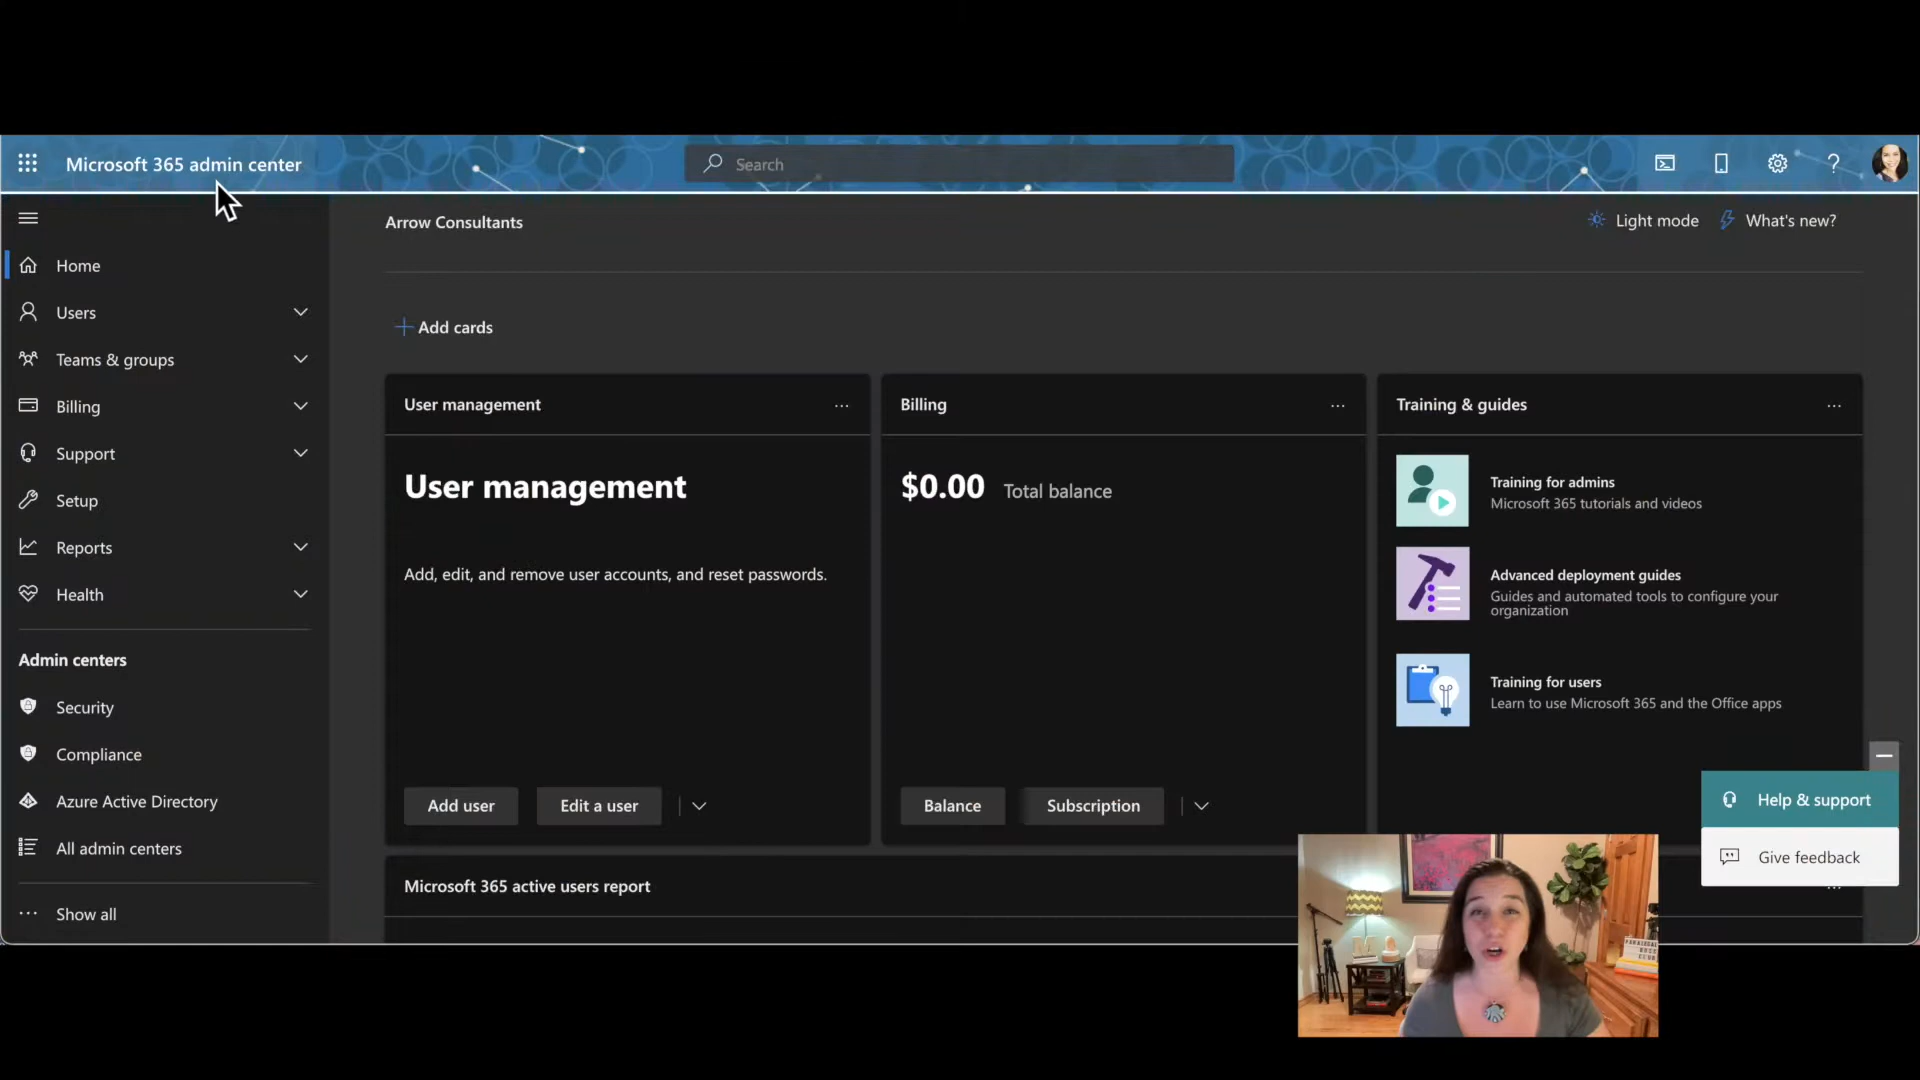 Microsoft 365 admin center
Search
Arrow Consultants
Light mode
What's new?
Home
Users
Teams & groups
Billing
Support
Setup
Reports
Health
Admin centers
Security
Compliance
Azure Active Directory
All admin centers
Show all
Add cards
User management
User management
Add, edit, and remove user accounts, and reset passwords.
Add user
Edit a user
Billing
$0.00 Total balance
Balance
Subscription
Training & guides
Training for admins
Microsoft 365 tutorials and videos
Advanced deployment guides
Guides and automated tools to configure your
organization
Training for users
Learn to use Microsoft 365 and the Office apps
Help & support
Give feedback
Microsoft 365 active users report